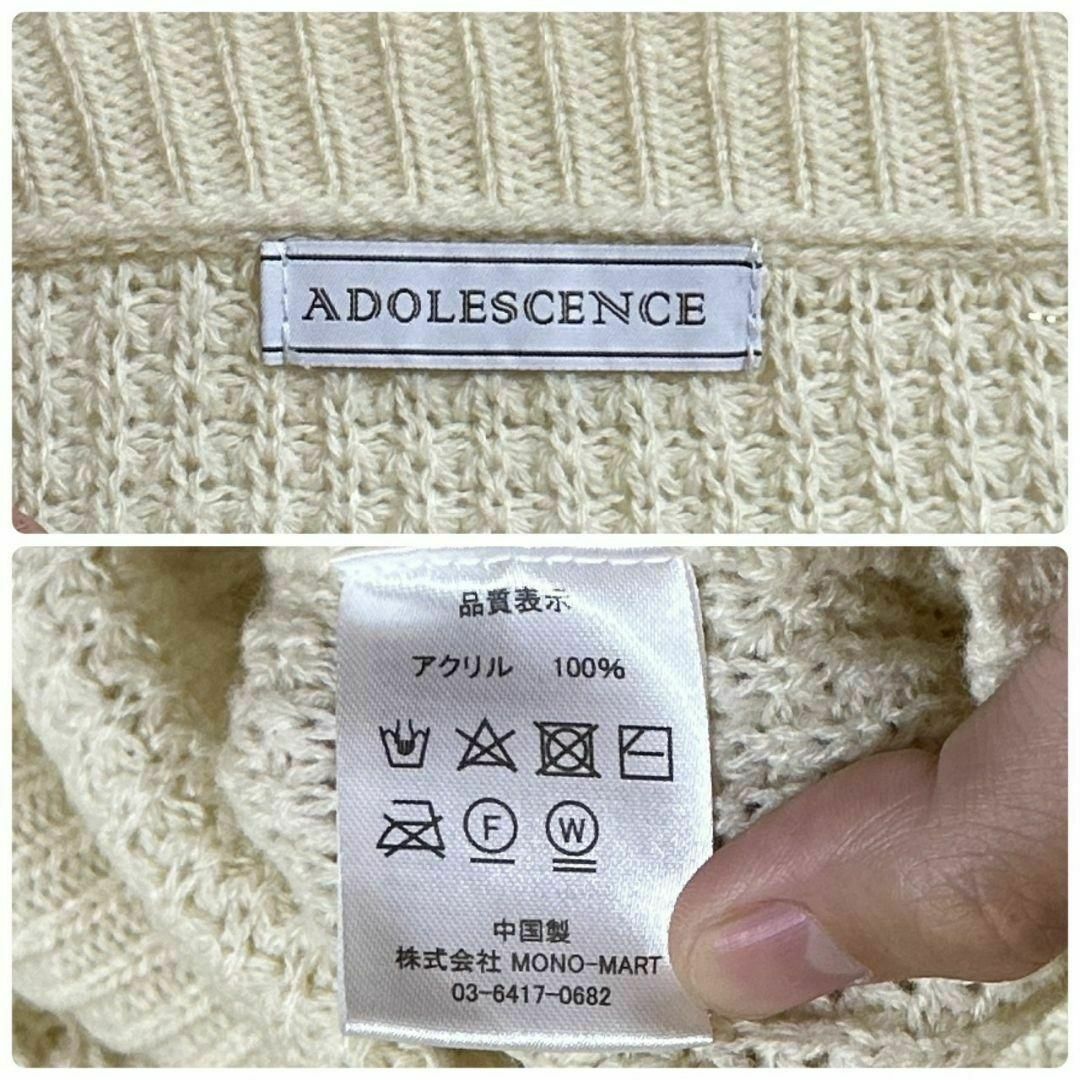 ADOLESCENCE
品質表示
アクリル 100%
F W
中国製
株式会社 MONO-MART
03-6417-0682